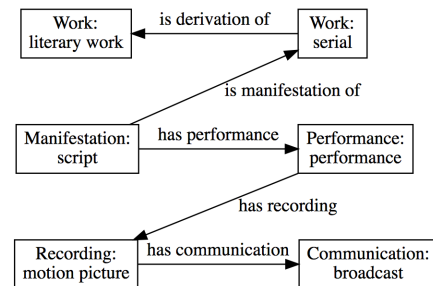 Work:
literary work
is derivation of
Work:
serial
is manifestation of
Manifestation:
script
has performance
Performance:
performance
has recording
Recording:
motion picture
has communication
Communication:
broadcast